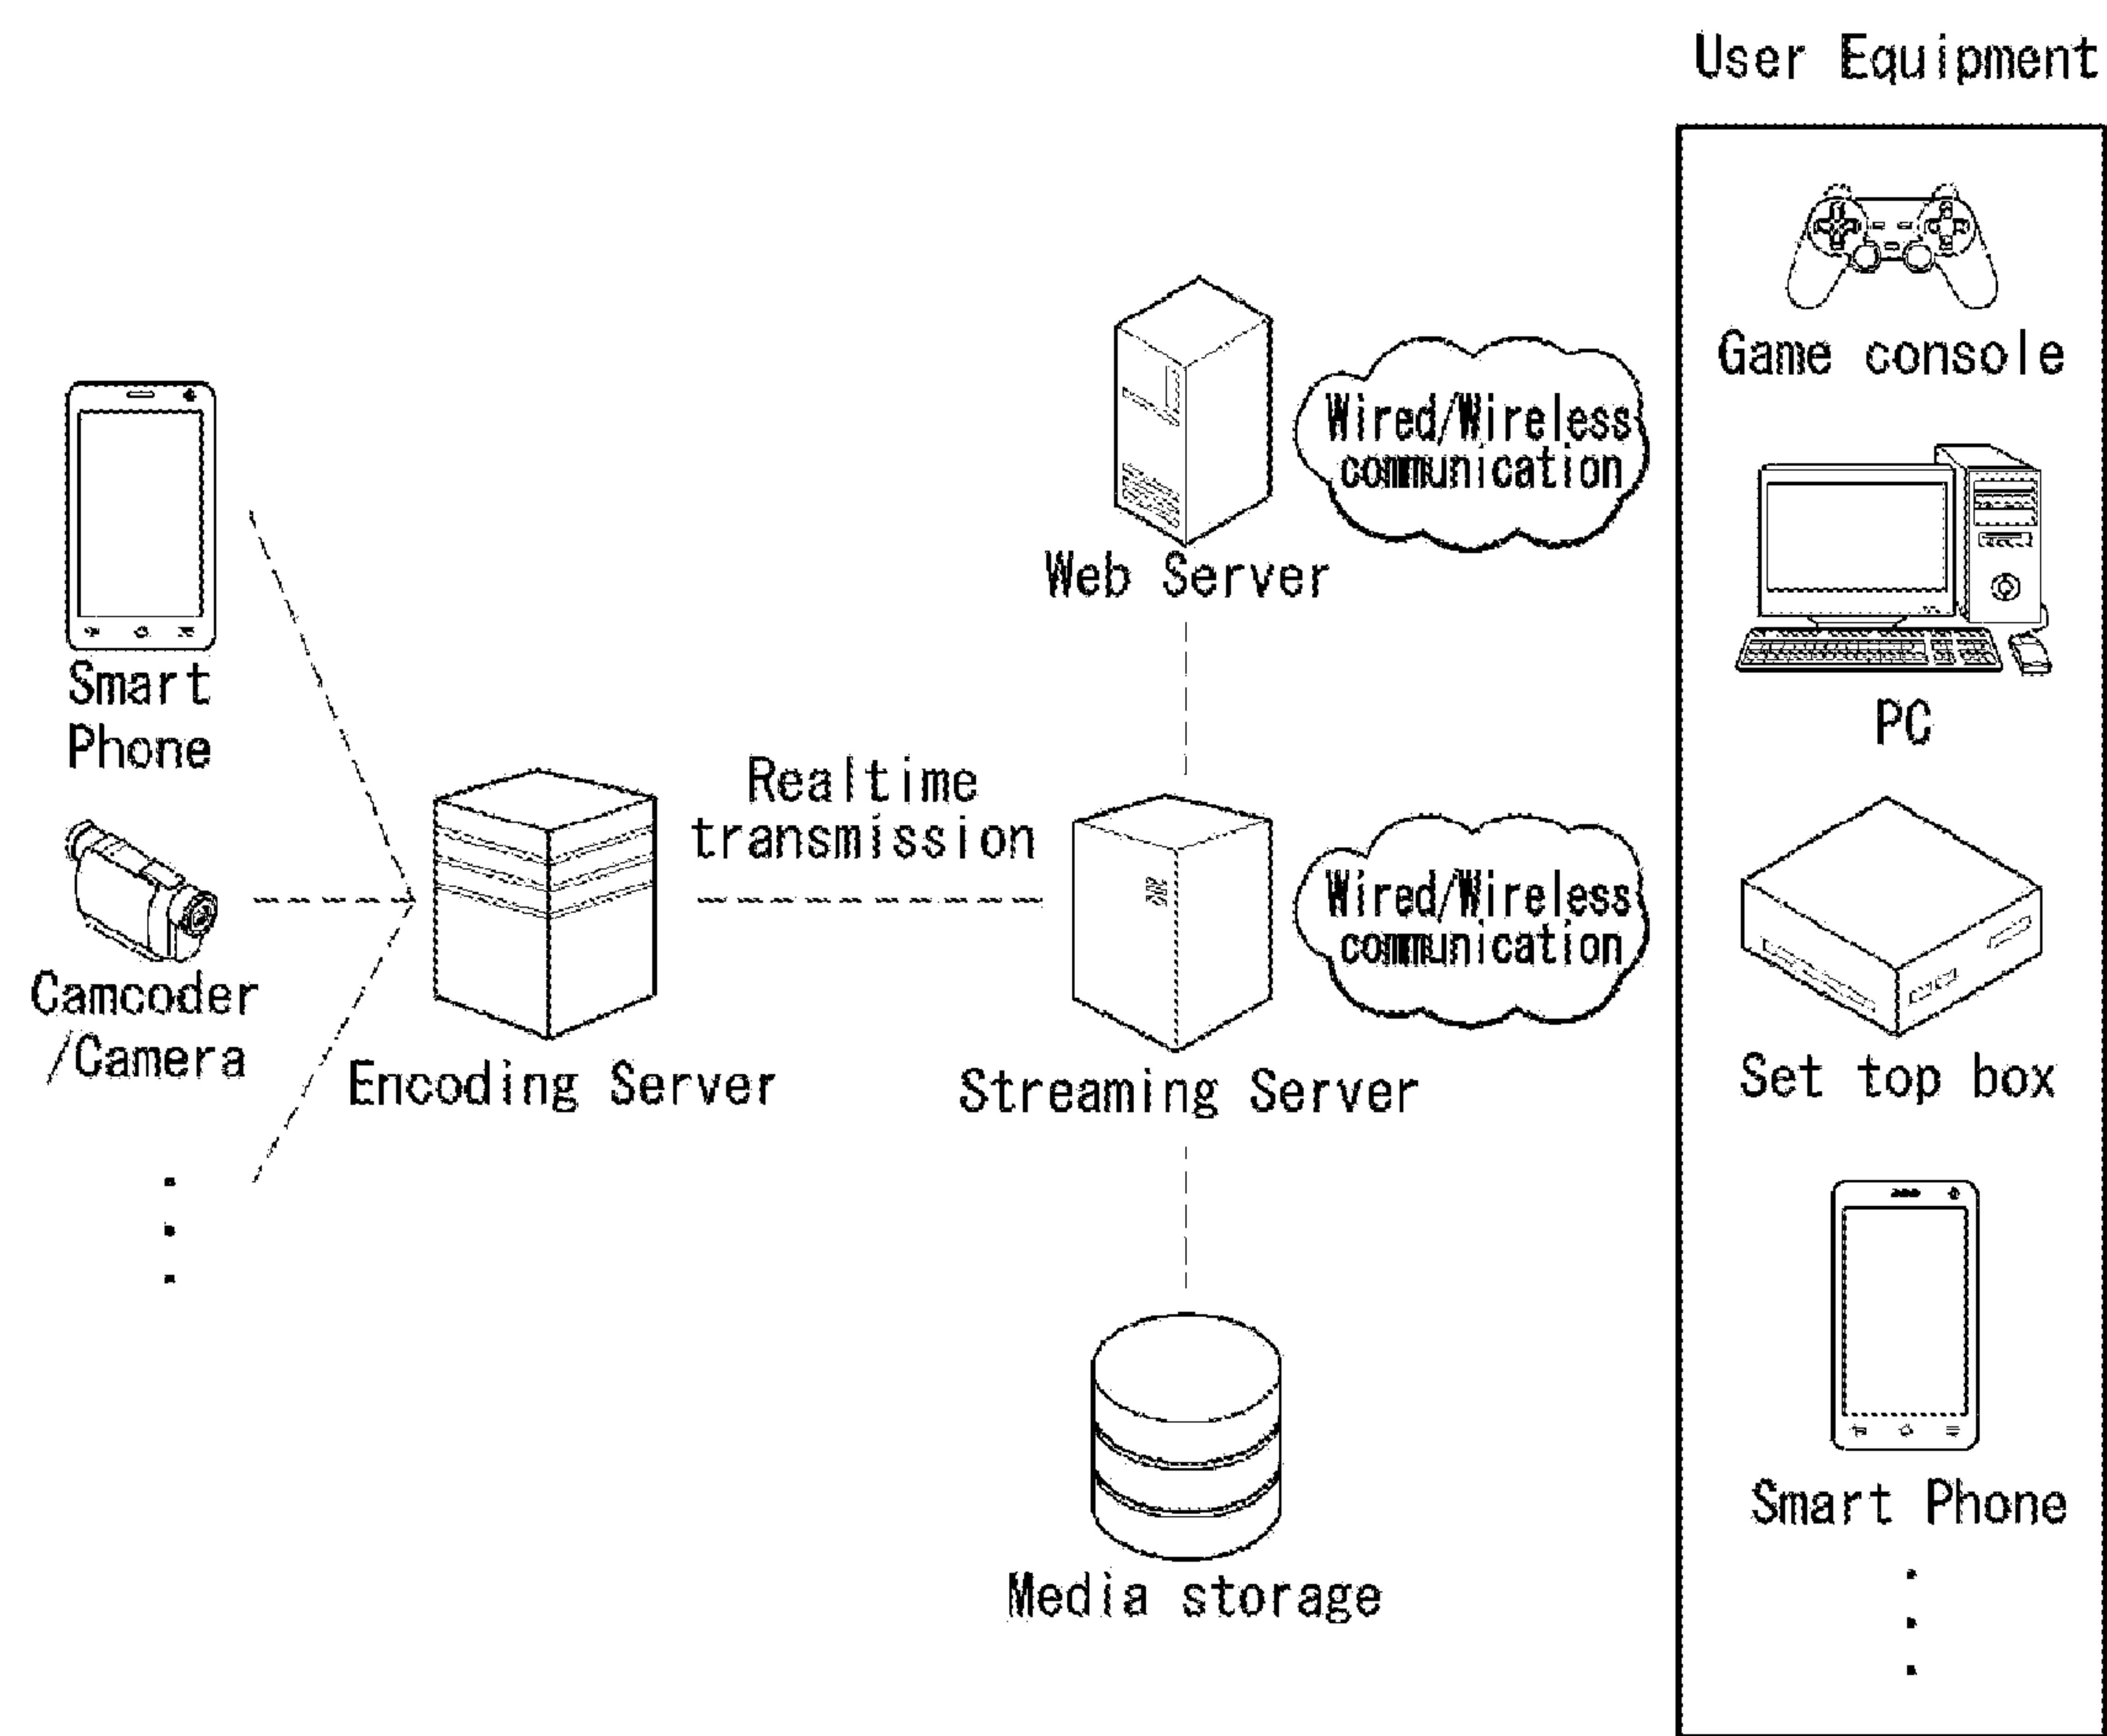 User Equipment
Game console
Wired/Wireless
communication
Web Server
Smart
Phone
PC
Realtime
transmission
Wired/Wireless
communication
Camcoder
/Camera
Encoding Server
Streaming Server
Set top box
Smart Phone
Media storage